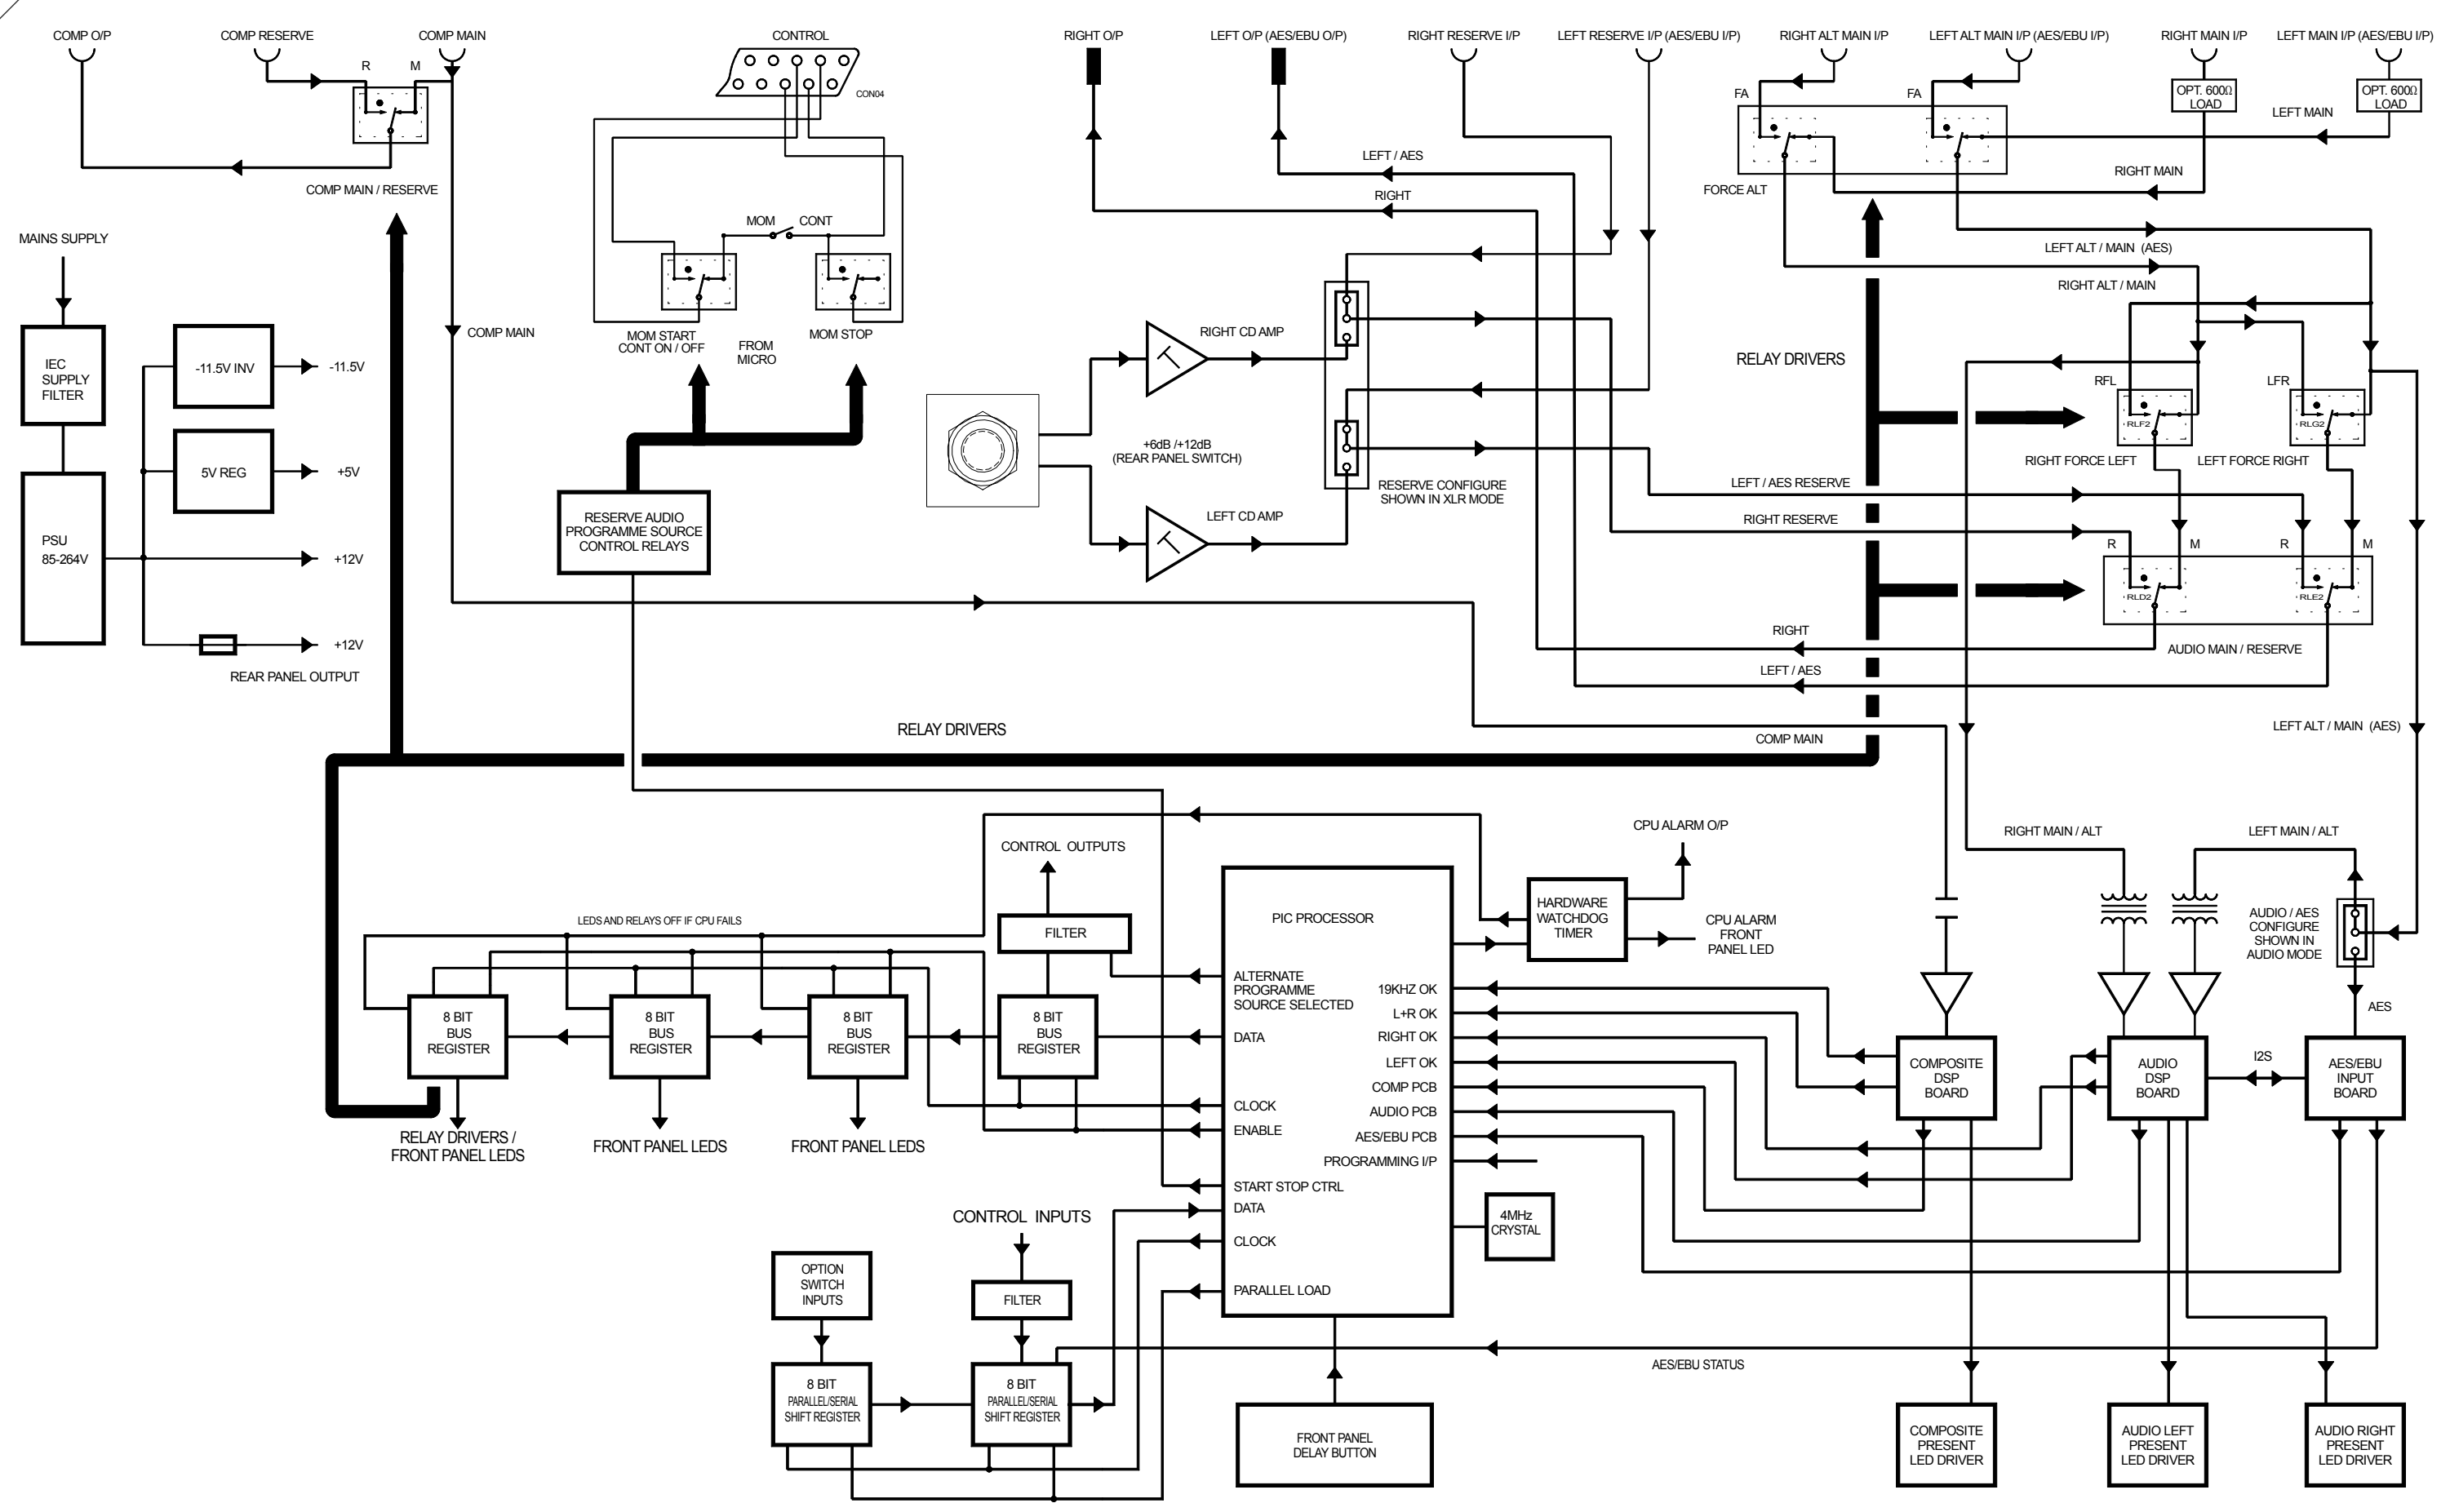 COMP O/P
COMP RESERVE
COMP MAIN
CONTROL
RIGHT O/P
LEFT O/P (AES/EBU O/P)
RIGHT RESERVE I/P
LEFT RESERVE I/P (AES/EBU I/P)
RIGHT ALT MAIN I/P
LEFT ALT MAIN I/P (AES/EBU I/P)
RIGHT MAIN I/P
LEFT MAIN I/P (AES/EBU I/P)
R
M
CON04
FA
FA
OPT. 600Ω
LOAD
OPT. 600Ω
LOAD
LEFT MAIN
LEFT / AES
RIGHT MAIN
COMP MAIN / RESERVE
RIGHT
FORCE ALT
MOM
CONT
MAINS SUPPLY
LEFT ALT / MAIN (AES)
RIGHT ALT / MAIN
COMP MAIN
MOM START
CONT ON / OFF
FROM
MICRO
MOM STOP
RIGHT CD AMP
RELAY DRIVERS
IEC
SUPPLY
FILTER
-11.5V INV
-11.5V
RFL
LFR
RLF2
RLG2
+6dB /+12dB
(REAR PANEL SWITCH)
RIGHT FORCE LEFT
LEFT FORCE RIGHT
5V REG
+5V
RESERVE CONFIGURE
SHOWN IN XLR MODE
LEFT / AES RESERVE
RESERVE AUDIO
PROGRAMME SOURCE
CONTROL RELAYS
LEFT CD AMP
RIGHT RESERVE
PSU
85-264V
+12V
R
M
R
M
RLD2
RLE2
+12V
REAR PANEL OUTPUT
RIGHT
AUDIO MAIN / RESERVE
LEFT / AES
RELAY DRIVERS
COMP MAIN
LEFT ALT / MAIN (AES)
CPU ALARM O/P
RIGHT MAIN / ALT
LEFT MAIN / ALT
CONTROL OUTPUTS
LEDS AND RELAYS OFF IF CPU FAILS
FILTER
PIC PROCESSOR
HARDWARE
WATCHDOG
TIMER
CPU ALARM
FRONT
PANEL LED
AUDIO / AES
CONFIGURE
SHOWN IN
AUDIO MODE
ALTERNATE
PROGRAMME
SOURCE SELECTED
19KHZ OK
L+R OK
RIGHT OK
LEFT OK
COMP PCB
AUDIO PCB
AES/EBU PCB
PROGRAMMING I/P
AES
8 BIT
BUS
REGISTER
8 BIT
BUS
REGISTER
8 BIT
BUS
REGISTER
8 BIT
BUS
REGISTER
DATA
COMPOSITE
DSP
BOARD
AUDIO
DSP
BOARD
I2S
AES/EBU
INPUT
BOARD
CLOCK
ENABLE
RELAY DRIVERS /
FRONT PANEL LEDS
FRONT PANEL LEDS
FRONT PANEL LEDS
START STOP CTRL
DATA
CLOCK
CONTROL INPUTS
4MHz
CRYSTAL
OPTION
SWITCH
INPUTS
FILTER
PARALLEL LOAD
AES/EBU STATUS
8 BIT
PARALLEL/SERIAL
SHIFT REGISTER
8 BIT
PARALLEL/SERIAL
SHIFT REGISTER
FRONT PANEL
DELAY BUTTON
COMPOSITE
PRESENT
LED DRIVER
AUDIO LEFT
PRESENT
LED DRIVER
AUDIO RIGHT
PRESENT
LED DRIVER